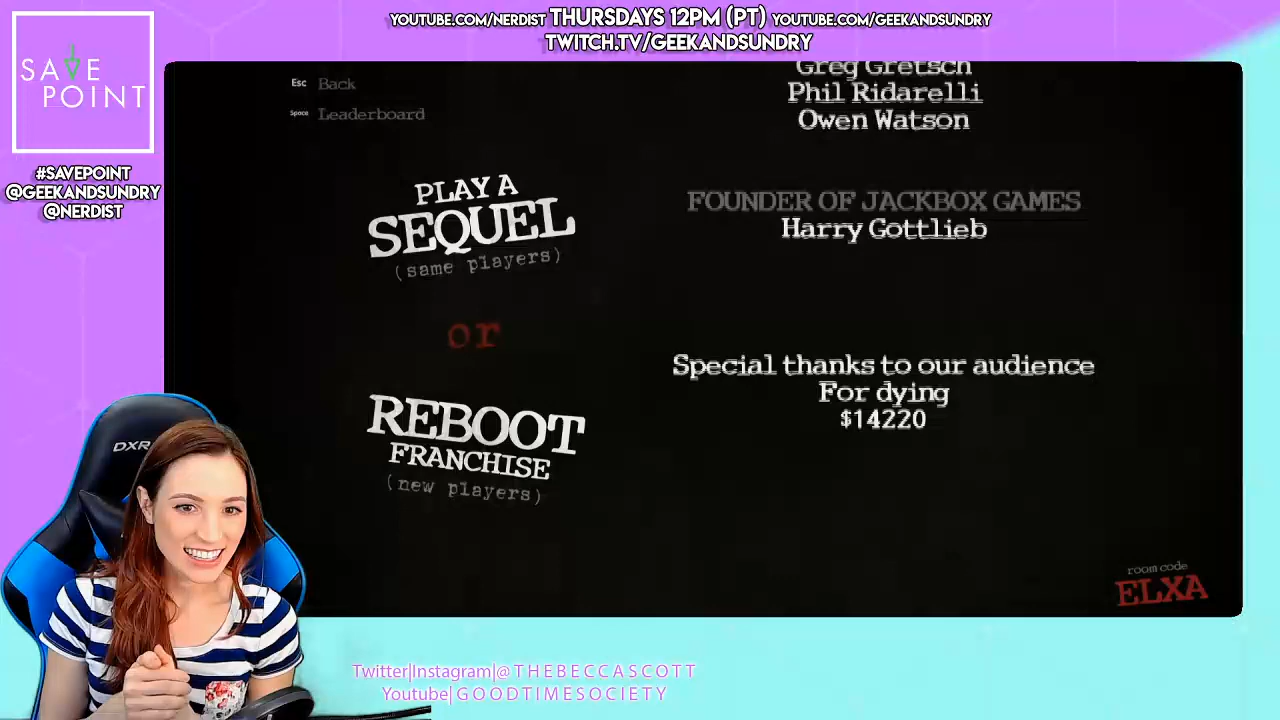 YOUTUBE.COM/NERDIST THURSDAYS 12PM (PT) YOUTUBE.COM/GEEKANDSUNDRY
TWITCH.TV/GEEKANDSUNDRY
SAVE
POINT
#SAVEPOINT
@GEEKANDSUNDRY
@NERDIST
Esc Back
Space Leaderboard
PLAY A
SEQUEL
(same players)
or
REBOOT
FRANCHISE
(new players)
Greg Gretsch
Phil Ridarelli
Owen Watson
FOUNDER OF JACKBOX GAMES
Harry Gottlieb
Special thanks to our audience
For dying
$14220
room code
ELXA
DXR
Twitter|Instagram|@THEBECCASCOTT
Youtube|GOODTIMESOCIETY